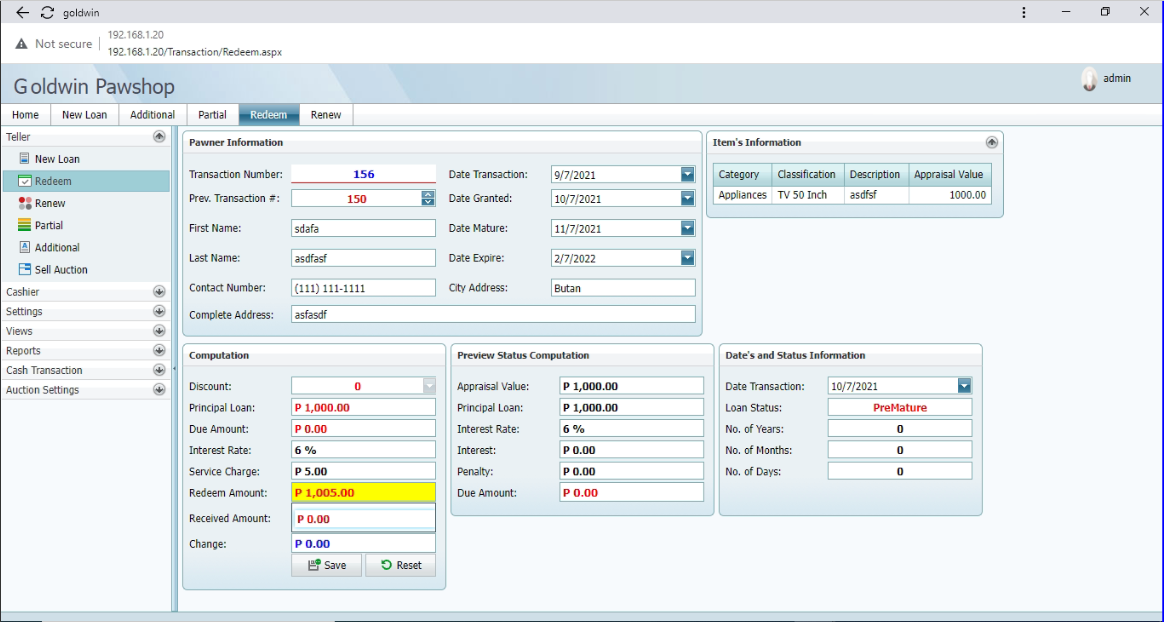 goldwin
Not secure
192.168.1.20
192.168.1.20/Transaction/Redeem.aspx
Goldwin Pawshop
admin
Home New Loan Additional Partial Redeem Renew
Teller
New Loan
Redeem
Renew
Partial
Additional
Sell Auction
Cashier
Settings
Views
Reports
Cash Transaction
Auction Settings
Pawner Information
Transaction Number: 156 Date Transaction: 9/7/2021
Prev. Transaction #: 150 Date Granted: 10/7/2021
First Name: sdafa Date Mature: 11/7/2021
Last Name: asdfasf Date Expire: 2/7/2022
Contact Number: (111) 111-1111 City Address: Butan
Complete Address: asfasdf
Item's Information
Category Classification Description Appraisal Value
Appliances TV 50 Inch asdfsf 1000.00
Computation
Discount: 0
Principal Loan: P 1,000.00
Due Amount: P 0.00
Interest Rate: 6 %
Service Charge: P 5.00
Redeem Amount: P 1,005.00
Received Amount: P 0.00
Change: P 0.00
Save Reset
Preview Status Computation
Appraisal Value: P 1,000.00
Principal Loan: P 1,000.00
Interest Rate: 6 %
Interest: P 0.00
Penalty: P 0.00
Due Amount: P 0.00
Date's and Status Information
Date Transaction: 10/7/2021
Loan Status: PreMature
No. of Years: 0
No. of Months: 0
No. of Days: 0